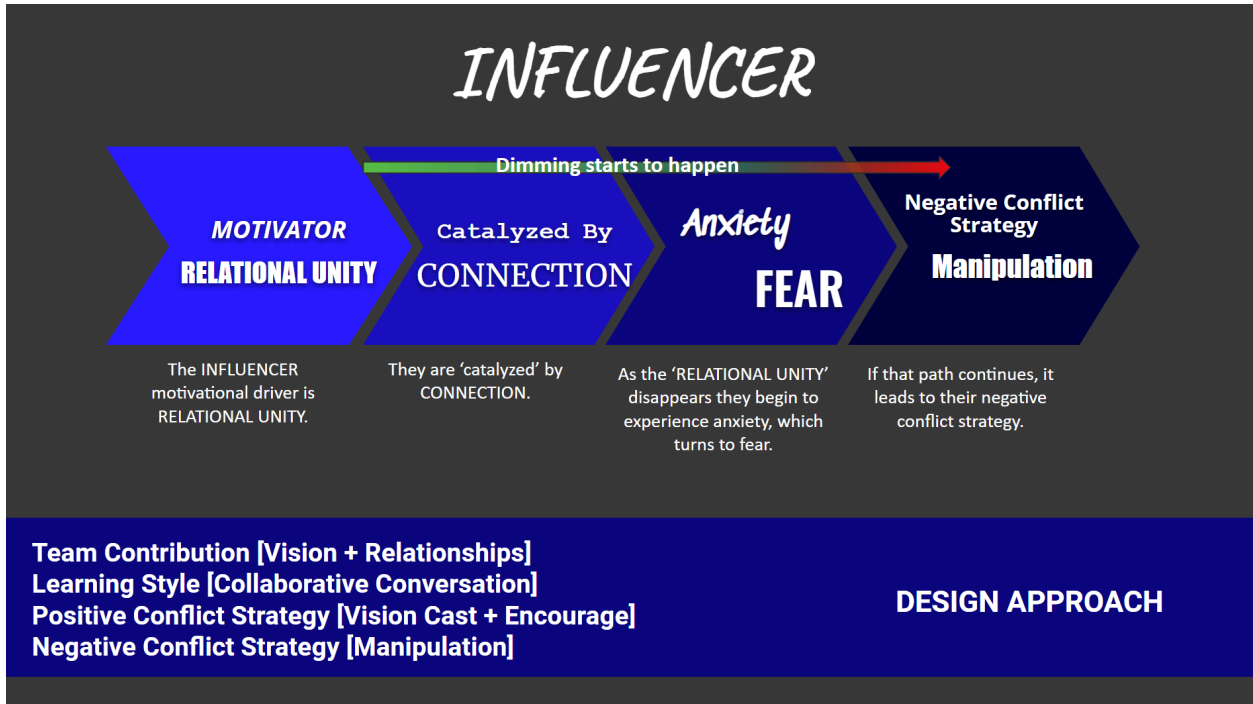 INFLUENCER
Dimming starts to happen
MOTIVATOR
RELATIONAL UNITY
Catalyzed By
CONNECTION
Anxiety
FEAR
Negative Conflict
Strategy
Manipulation
The INFLUENCER
motivational driver is
RELATIONAL UNITY.
They are ‘catalyzed’ by
CONNECTION.
As the ‘RELATIONAL UNITY’
disappears they begin to
experience anxiety, which
turns to fear.
If that path continues, it
leads to their negative
conflict strategy.
Team Contribution [Vision + Relationships]
Learning Style [Collaborative Conversation]
Positive Conflict Strategy [Vision Cast + Encourage]
Negative Conflict Strategy [Manipulation]
DESIGN APPROACH